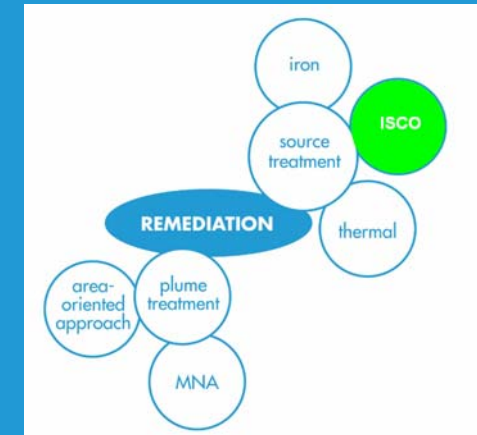 iron
ISCO
source
treatment
thermal
REMEDIATION
area-
oriented
approach
plume
treatment
MNA